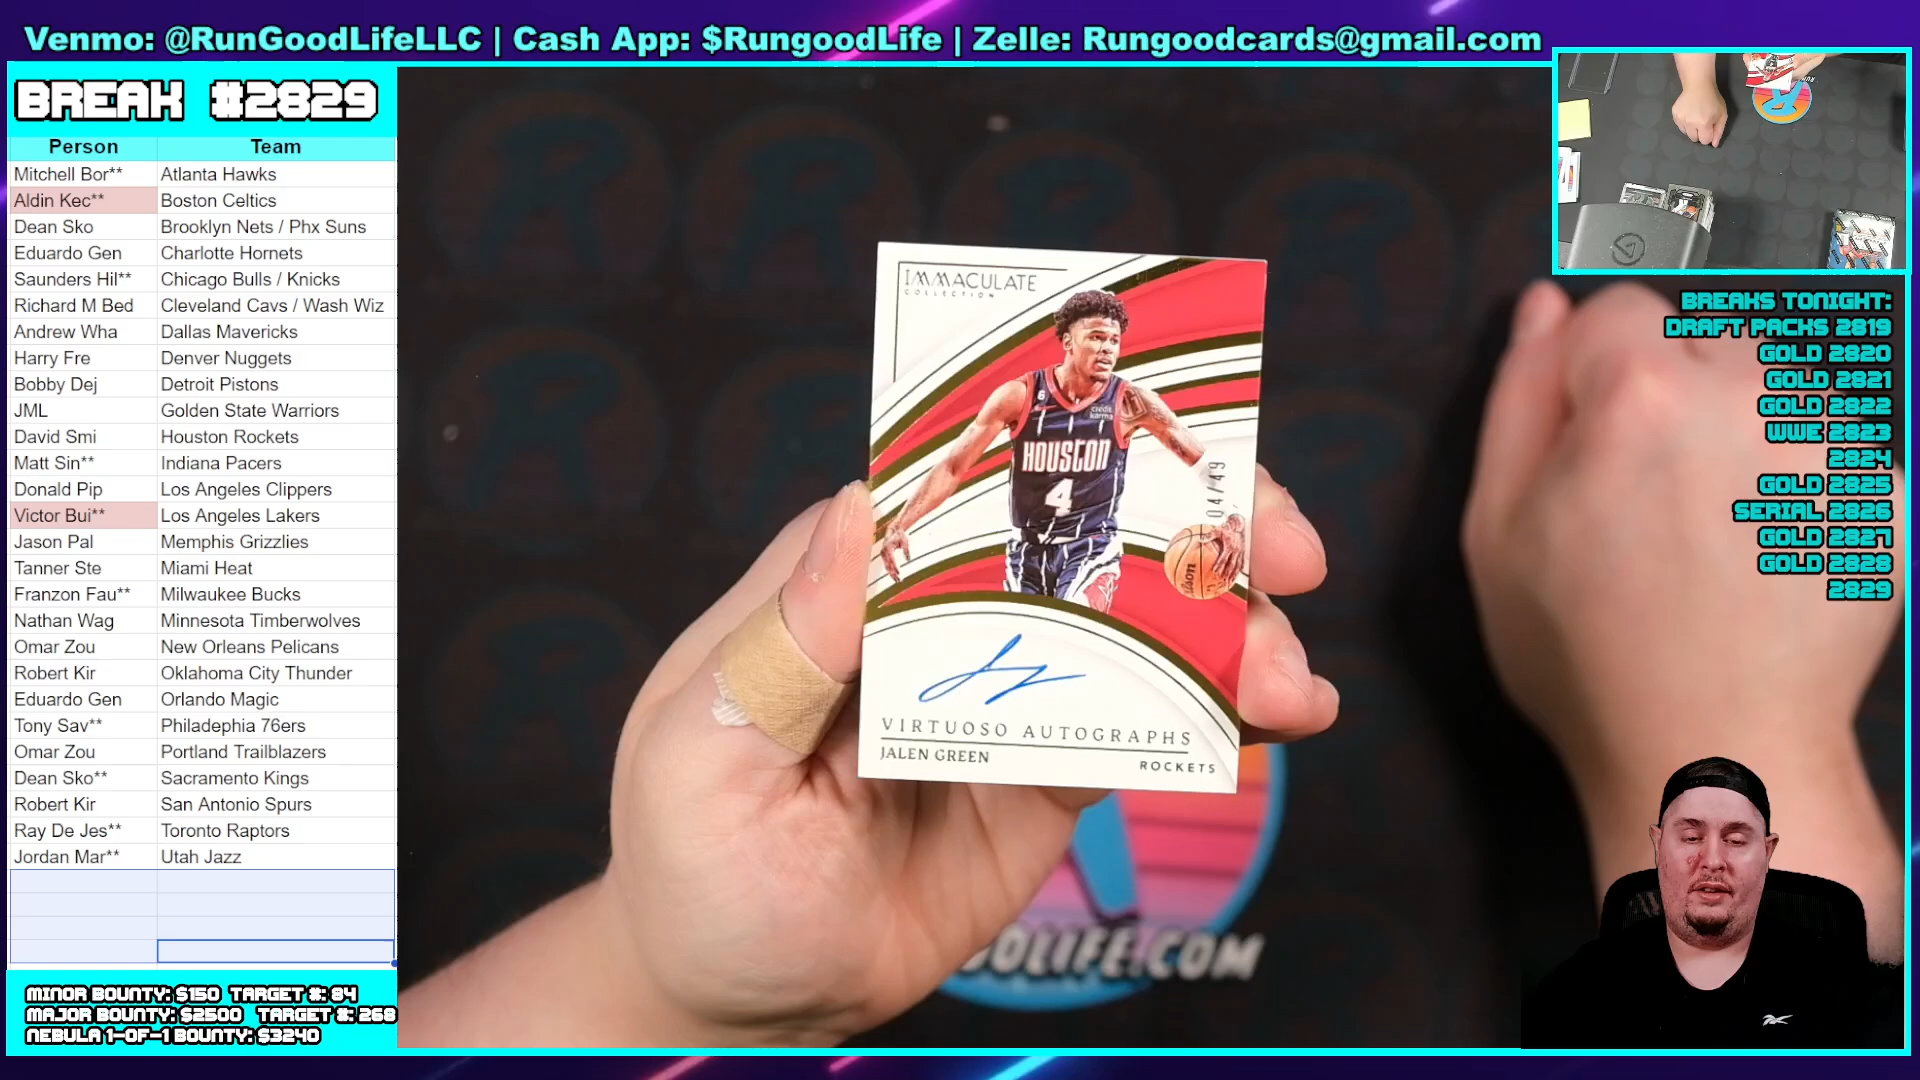 Venmo: @RunGoodLifeLLC | Cash App: $RungoodLife | Zelle: Rungoodcards@gmail.com
BREAK #2829
Person Team
Mitchell Bor** Atlanta Hawks
Aldin Kec** Boston Celtics
Dean Sko Brooklyn Nets / Phx Suns
Eduardo Gen Charlotte Hornets
Saunders Hil** Chicago Bulls / Knicks
Richard M Bed Cleveland Cavs / Wash Wiz
Andrew Wha Dallas Mavericks
Harry Fre Denver Nuggets
Bobby Dej Detroit Pistons
JML Golden State Warriors
David Smi Houston Rockets
Matt Sin** Indiana Pacers
Donald Pip Los Angeles Clippers
Victor Bui** Los Angeles Lakers
Jason Pal Memphis Grizzlies
Tanner Ste Miami Heat
Franzon Fau** Milwaukee Bucks
Nathan Wag Minnesota Timberwolves
Omar Zou New Orleans Pelicans
Robert Kir Oklahoma City Thunder
Eduardo Gen Orlando Magic
Tony Sav** Philadephia 76ers
Omar Zou Portland Trailblazers
Dean Sko** Sacramento Kings
Robert Kir San Antonio Spurs
Ray De Jes** Toronto Raptors
Jordan Mar** Utah Jazz
MINOR BOUNTY: $150 TARGET #: 84
MAJOR BOUNTY: $2500 TARGET #: 268
NEBULA 1-OF-1 BOUNTY: $3240
IMMACULATE
COLLECTION
6
credit karma
HOUSTON
4
04/49
Wilson
VIRTUOSO AUTOGRAPHS
JALEN GREEN
ROCKETS
OLIFE.COM
BREAKS TONIGHT:
DRAFT PACKS 2819
GOLD 2820
GOLD 2821
GOLD 2822
WWE 2823
2824
GOLD 2825
SERIAL 2826
GOLD 2827
GOLD 2828
2829